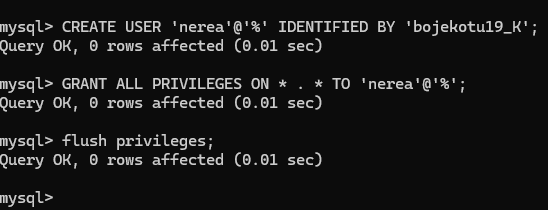 mysql> CREATE USER 'nerea'@'%' IDENTIFIED BY 'bojekotu19_K';
Query OK, 0 rows affected (0.01 sec)
mysql> GRANT ALL PRIVILEGES ON * . * TO 'nerea'@'%';
Query OK, 0 rows affected (0.01 sec)
mysql> flush privileges;
Query OK, 0 rows affected (0.01 sec)
mysql>